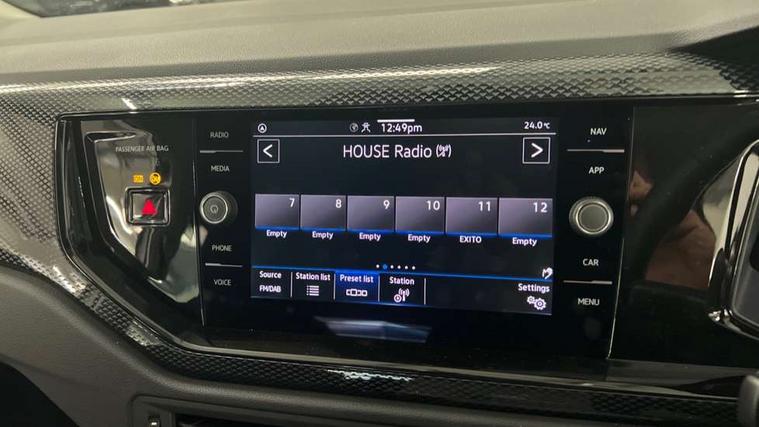 RADIO
MEDIA
PHONE
VOICE
PASSENGER AIR BAG
12:49pm
24.0°C
HOUSE Radio
7 8 9 10 11 12
Empty Empty Empty Empty EXITO Empty
Source Station list Preset list Station Settings
FM/DAB
NAV
APP
CAR
MENU